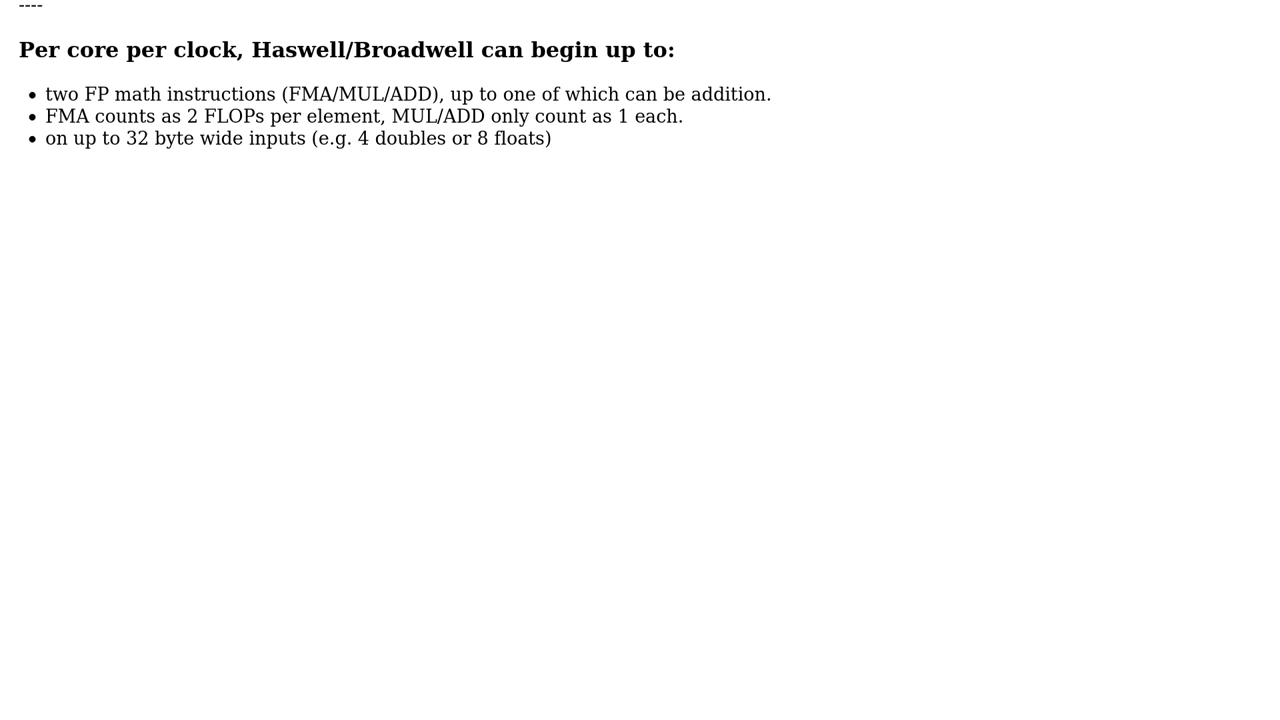 ----
Per core per clock, Haswell/Broadwell can begin up to:
• two FP math instructions (FMA/MUL/ADD), up to one of which can be addition.
• FMA counts as 2 FLOPs per element, MUL/ADD only count as 1 each.
• on up to 32 byte wide inputs (e.g. 4 doubles or 8 floats)